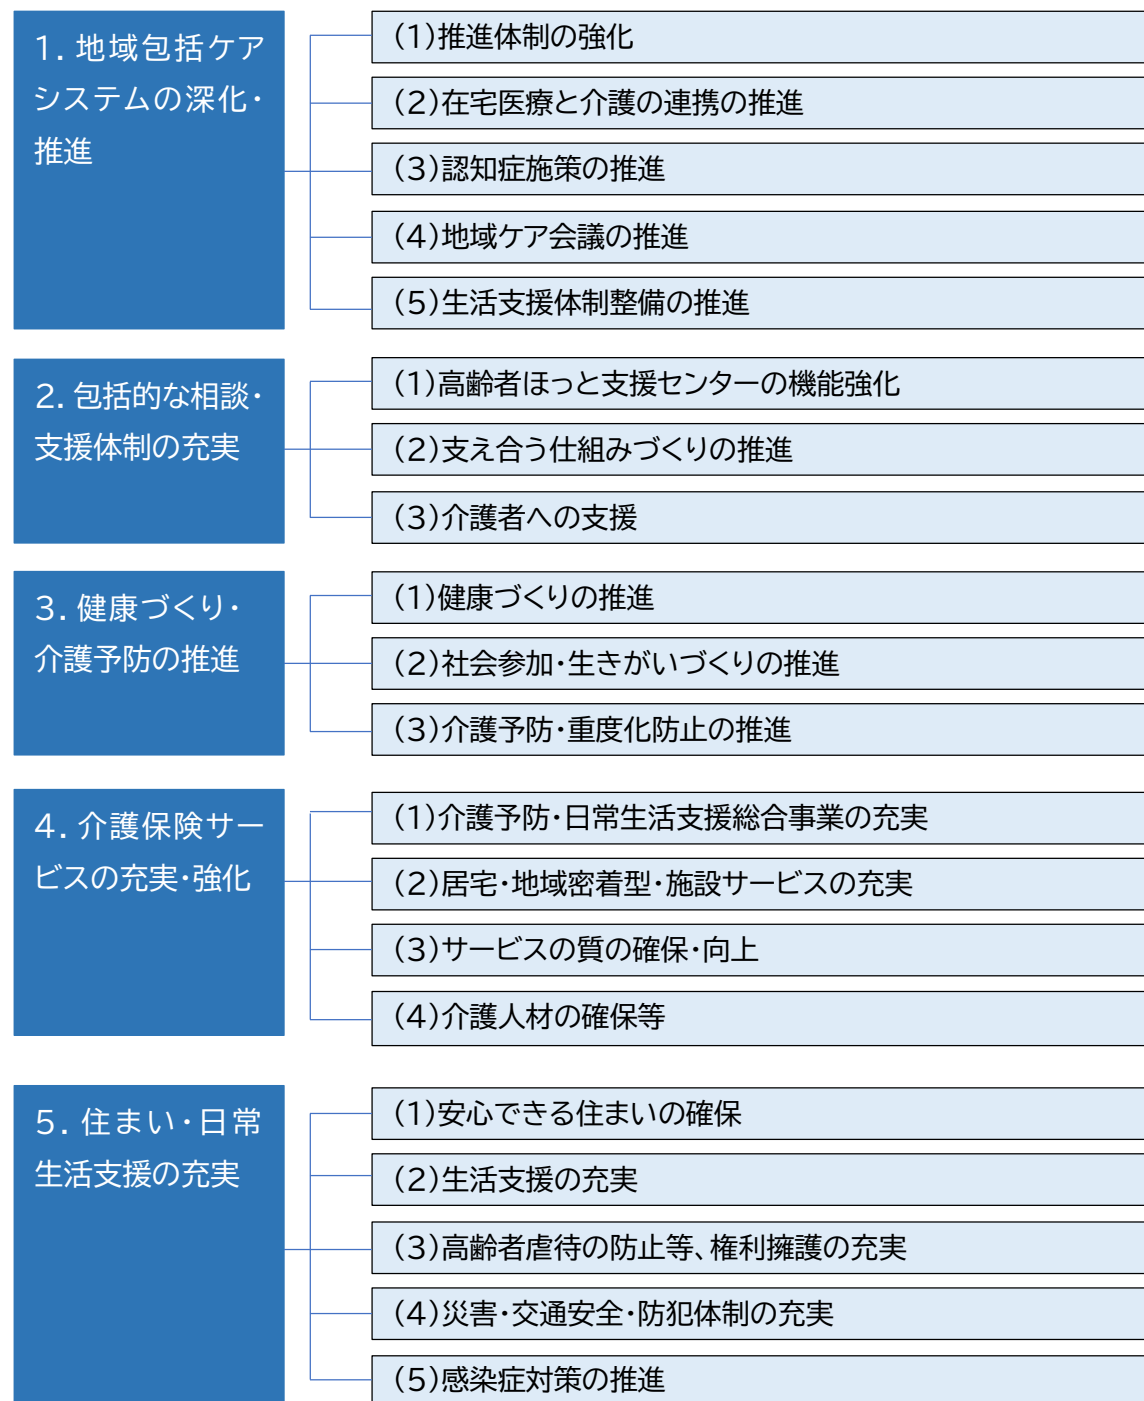 1．地域包括ケア
システムの深化・
推進
（1）推進体制の強化
（2）在宅医療と介護の連携の推進
（3）認知症施策の推進
（4）地域ケア会議の推進
（5）生活支援体制整備の推進
2．包括的な相談・
支援体制の充実
（1）高齢者ほっと支援センターの機能強化
（2）支え合う仕組みづくりの推進
（3）介護者への支援
3．健康づくり・
介護予防の推進
（1）健康づくりの推進
（2）社会参加・生きがいづくりの推進
（3）介護予防・重度化防止の推進
4．介護保険サー
ビスの充実・強化
（1）介護予防・日常生活支援総合事業の充実
（2）居宅・地域密着型・施設サービスの充実
（3）サービスの質の確保・向上
（4）介護人材の確保等
5．住まい・日常
生活支援の充実
（1）安心できる住まいの確保
（2）生活支援の充実
（3）高齢者虐待の防止等、権利擁護の充実
（4）災害・交通安全・防犯体制の充実
（5）感染症対策の推進